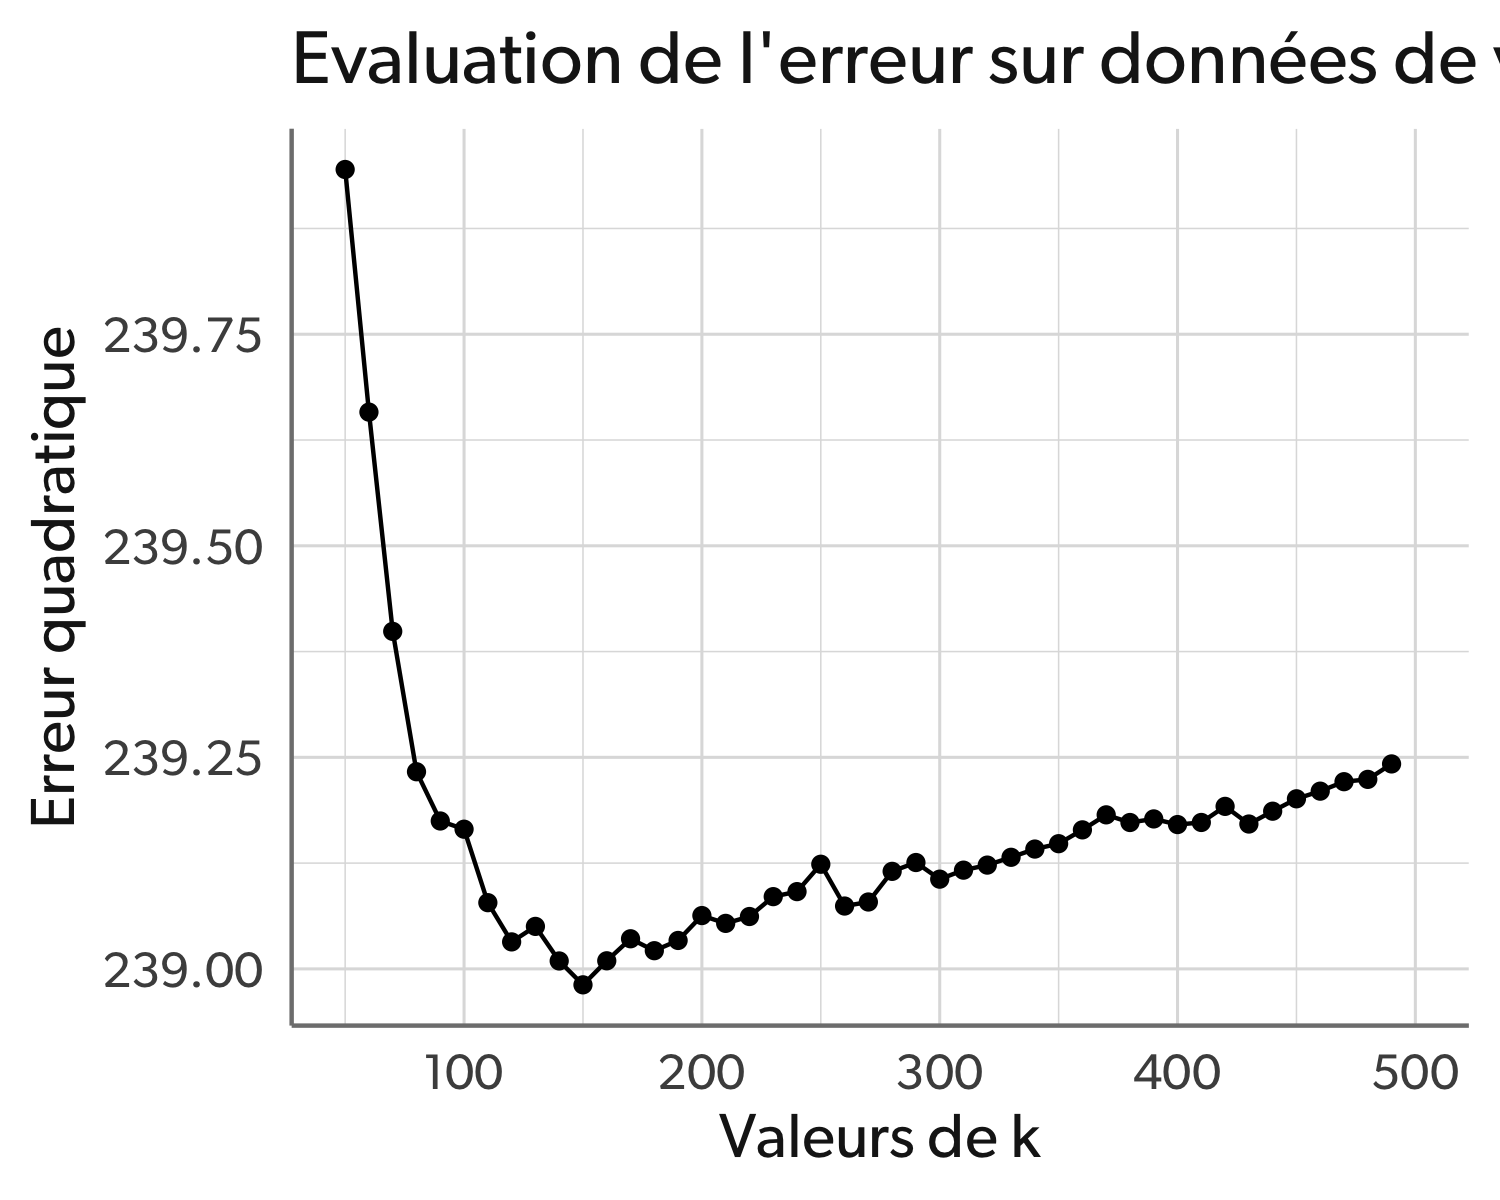 Evaluation de l'erreur sur données de
Erreur quadratique
239.75
239.50
239.25
239.00
100 200 300 400 500
Valeurs de k